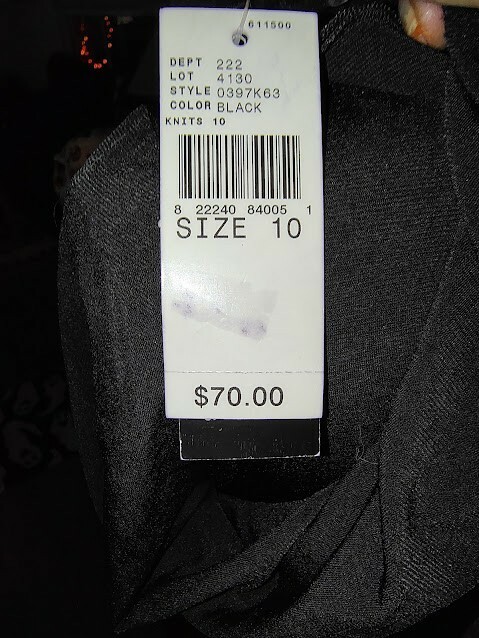 611500
DEPT 222
LOT 4130
STYLE 0397K63
COLOR BLACK
KNITS 10
8 22240 84005 1
SIZE 10
$70.00